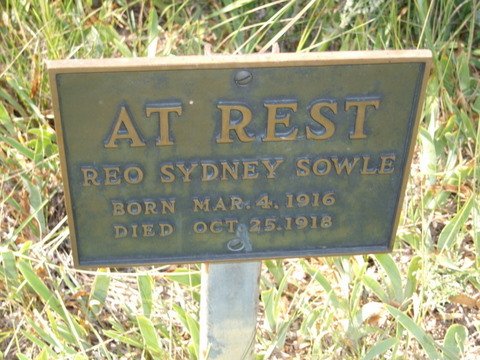 AT REST
REO SYDNEY SOWLE
BORN MAR. 4. 1916
DIED OCT. 25. 1918